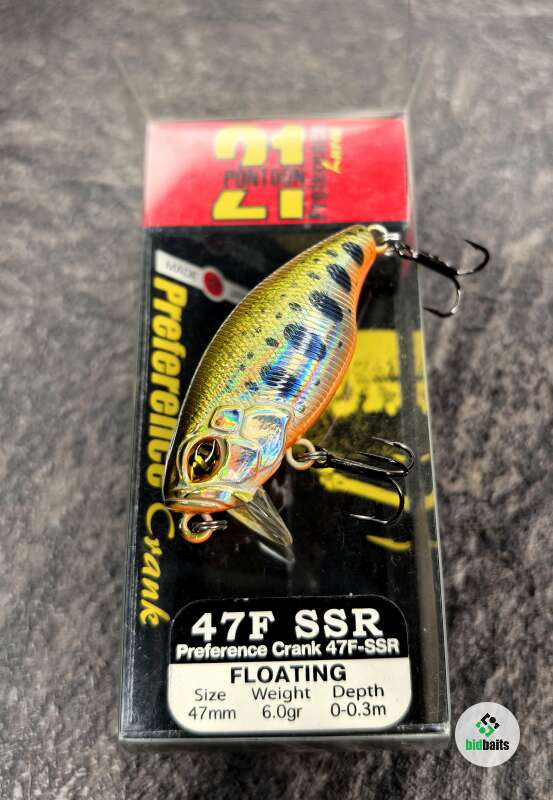 21
PONTOON
Preference
Preference Crank
47F SSR
Preference Crank 47F-SSR
FLOATING
Size Weight Depth
47mm 6.0gr 0-0.3m
bidbaits